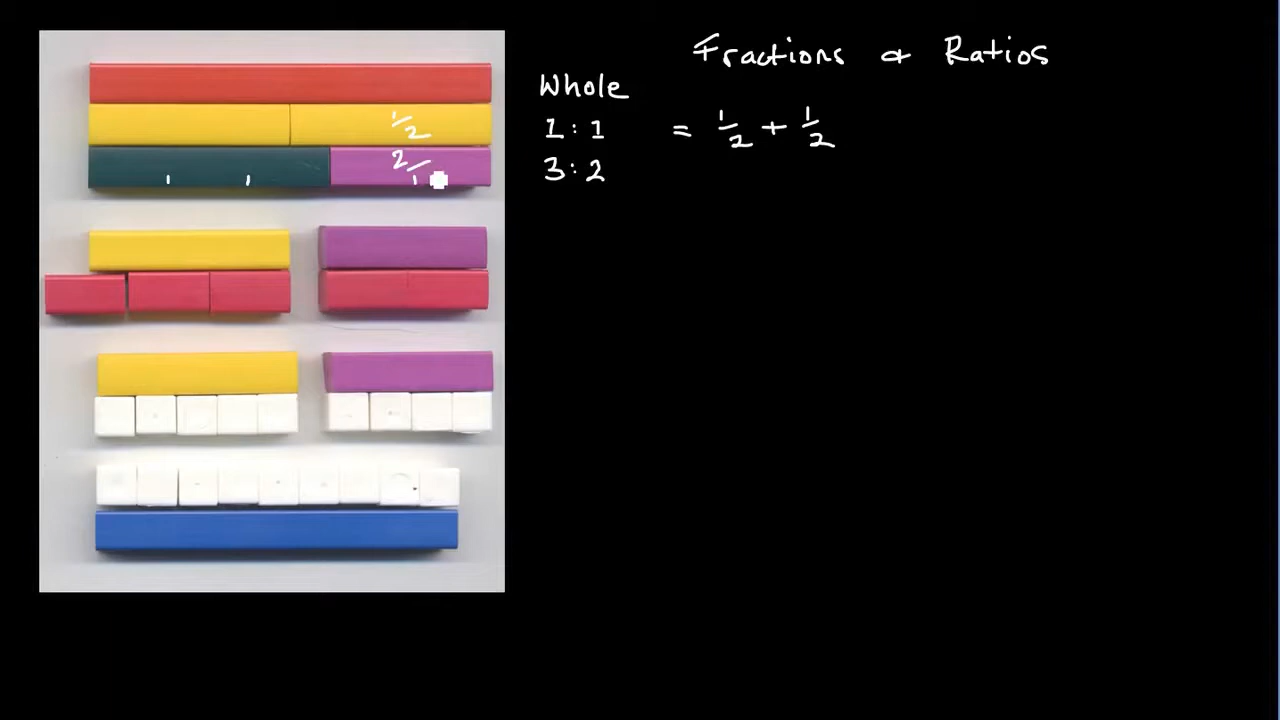 Fractions & Ratios
Whole
1 : 1 = 1/2 + 1/2
3 : 2
1/2
2/